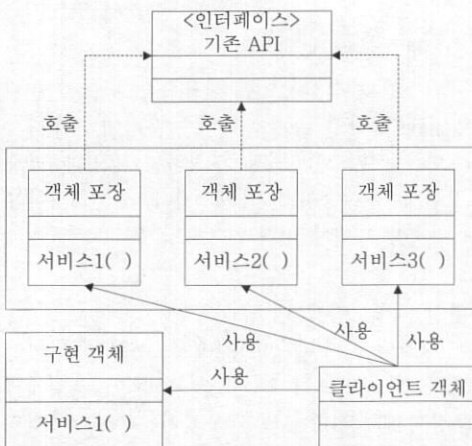 <인터페이스>
기존 API
호출 호출 호출
객체 포장 객체 포장 객체 포장
서비스1( ) 서비스2( ) 서비스3( )
사용 사용 사용
구현 객체
사용
클라이언트 객체
서비스1( )